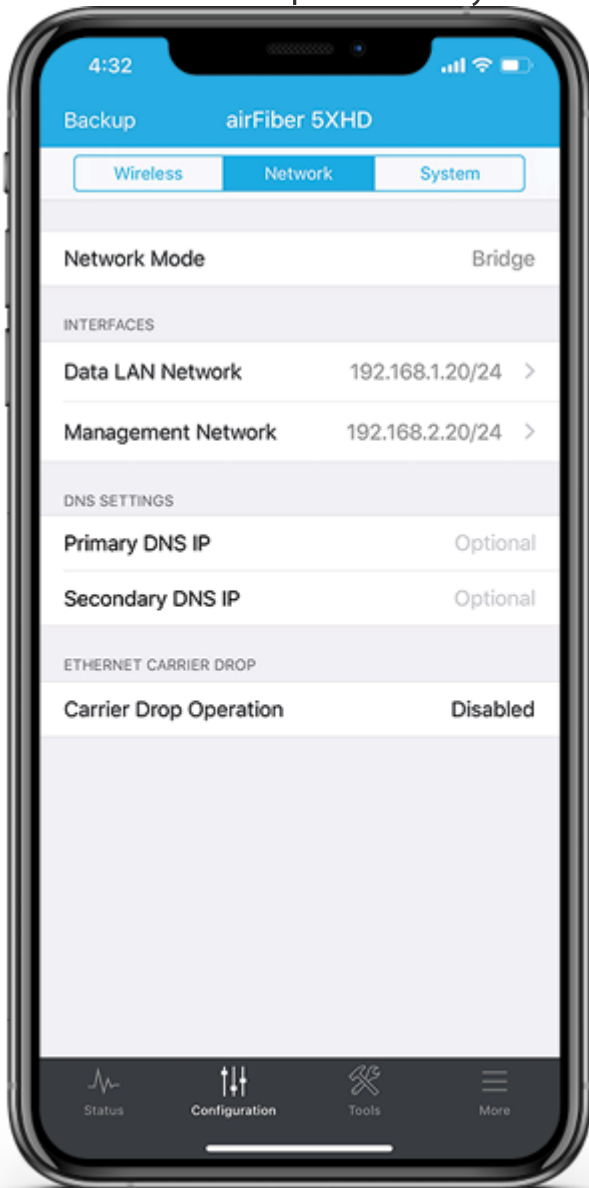 4:32
Backup airFiber 5XHD
Wireless Network System
Network Mode Bridge
INTERFACES
Data LAN Network 192.168.1.20/24 >
Management Network 192.168.2.20/24 >
DNS SETTINGS
Primary DNS IP Optional
Secondary DNS IP Optional
ETHERNET CARRIER DROP
Carrier Drop Operation Disabled
Status Configuration Tools More